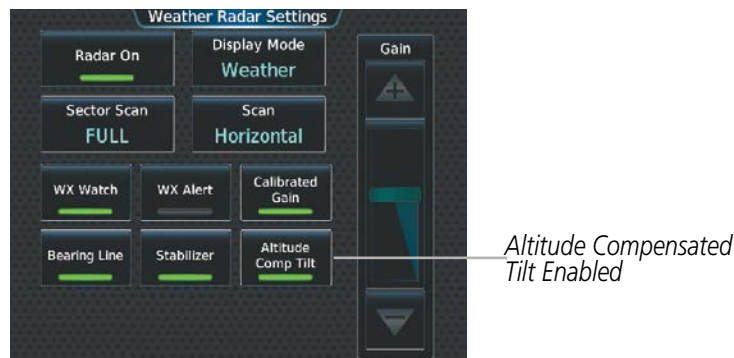 Weather Radar Settings
Radar On
Display Mode
Weather
Gain
Sector Scan
FULL
Scan
Horizontal
WX Watch
WX Alert
Calibrated
Gain
Bearing Line
Stabilizer
Altitude
Comp Tilt
Altitude Compensated
Tilt Enabled